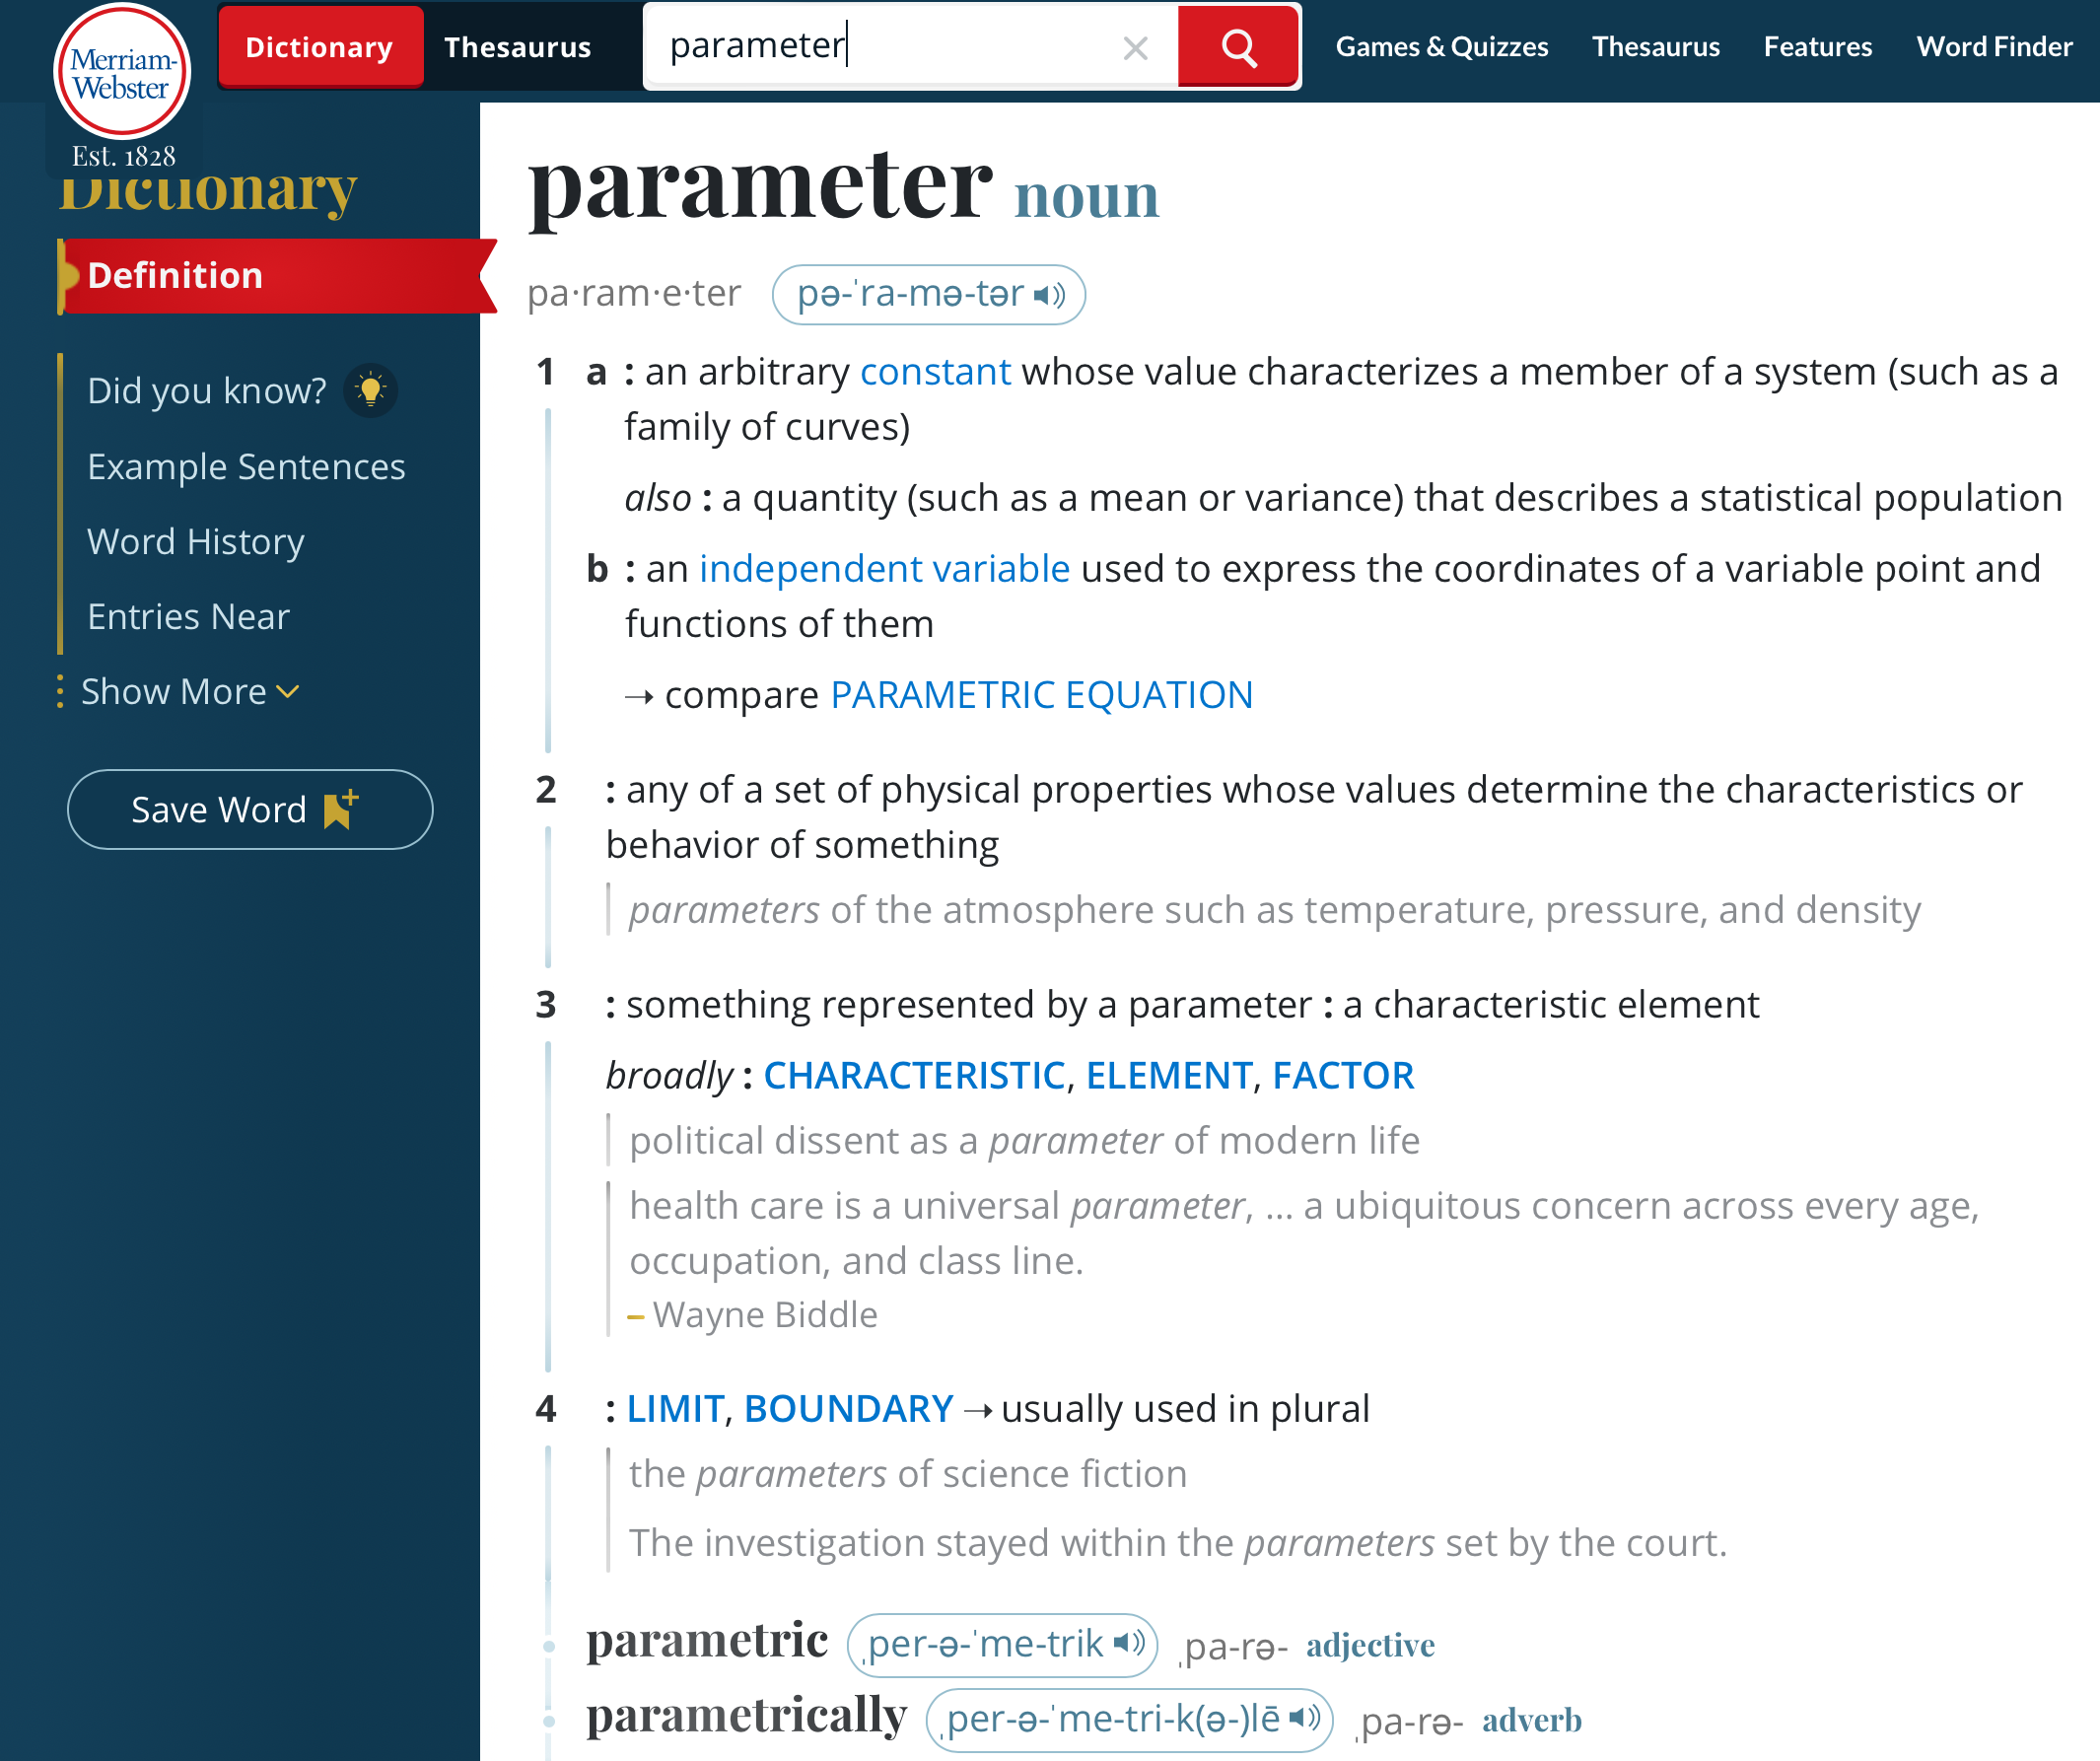 Merriam-
Webster
Est. 1828
Dictionary Thesaurus
parameter
Games & Quizzes Thesaurus Features Word Finder
Dictionary
Definition
Did you know?
Example Sentences
Word History
Entries Near
Show More
Save Word
parameter noun
pa·ram·e·ter pə-ˈra-mə-tər
1 a : an arbitrary constant whose value characterizes a member of a system (such as a
family of curves)
also : a quantity (such as a mean or variance) that describes a statistical population
b : an independent variable used to express the coordinates of a variable point and
functions of them
→ compare PARAMETRIC EQUATION
2 : any of a set of physical properties whose values determine the characteristics or
behavior of something
parameters of the atmosphere such as temperature, pressure, and density
3 : something represented by a parameter : a characteristic element
broadly : CHARACTERISTIC, ELEMENT, FACTOR
political dissent as a parameter of modern life
health care is a universal parameter, … a ubiquitous concern across every age,
occupation, and class line.
– Wayne Biddle
4 : LIMIT, BOUNDARY → usually used in plural
the parameters of science fiction
The investigation stayed within the parameters set by the court.
parametric ˌper-ə-ˈme-trik ˌpa-rə- adjective
parametrically ˌper-ə-ˈme-tri-k(ə-)lē ˌpa-rə- adverb